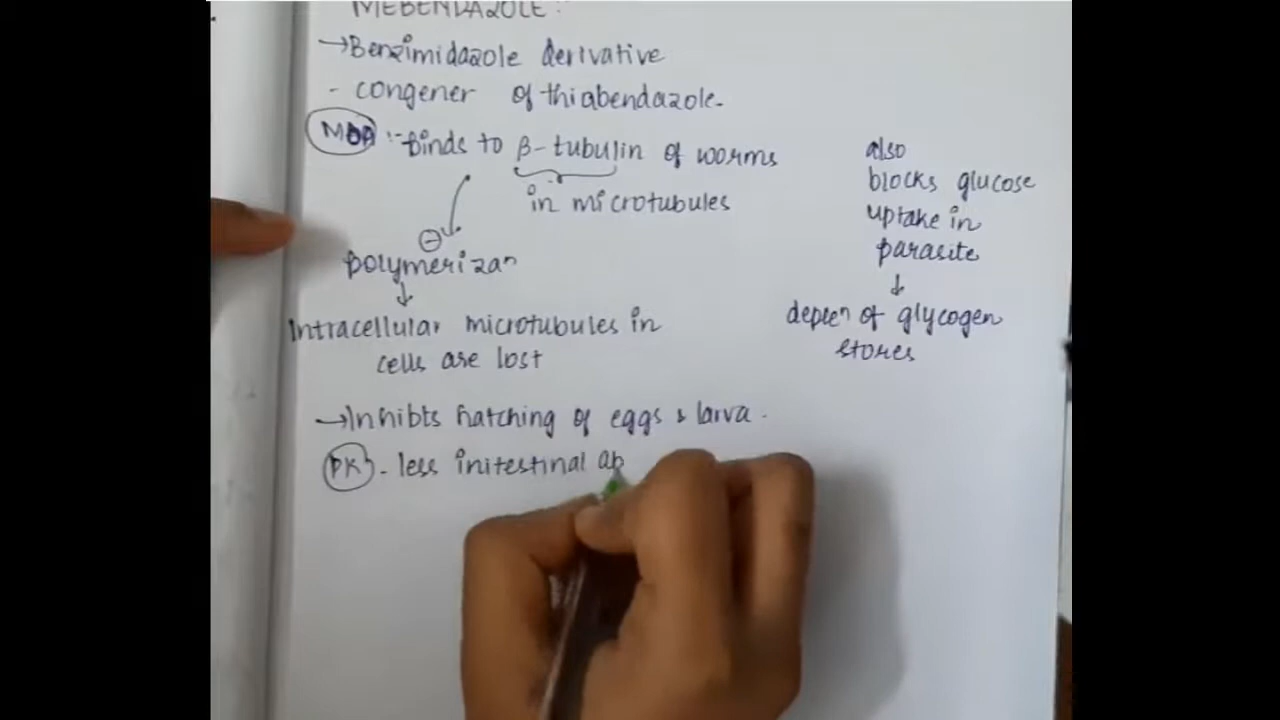 MEBENDAZOLE:
→Benzimidazole derivative
- congener of thiabendazole.
MOA :- Binds to β-tubulin of worms
in microtubules
⊖
polymerizaⁿ
↓
Intracellular microtubules in
cells are lost
also
blocks glucose
uptake in
parasite
↓
depleⁿ of glycogen
stores
→Inhibts hatching of eggs & larva.
PK - less initestinal ab